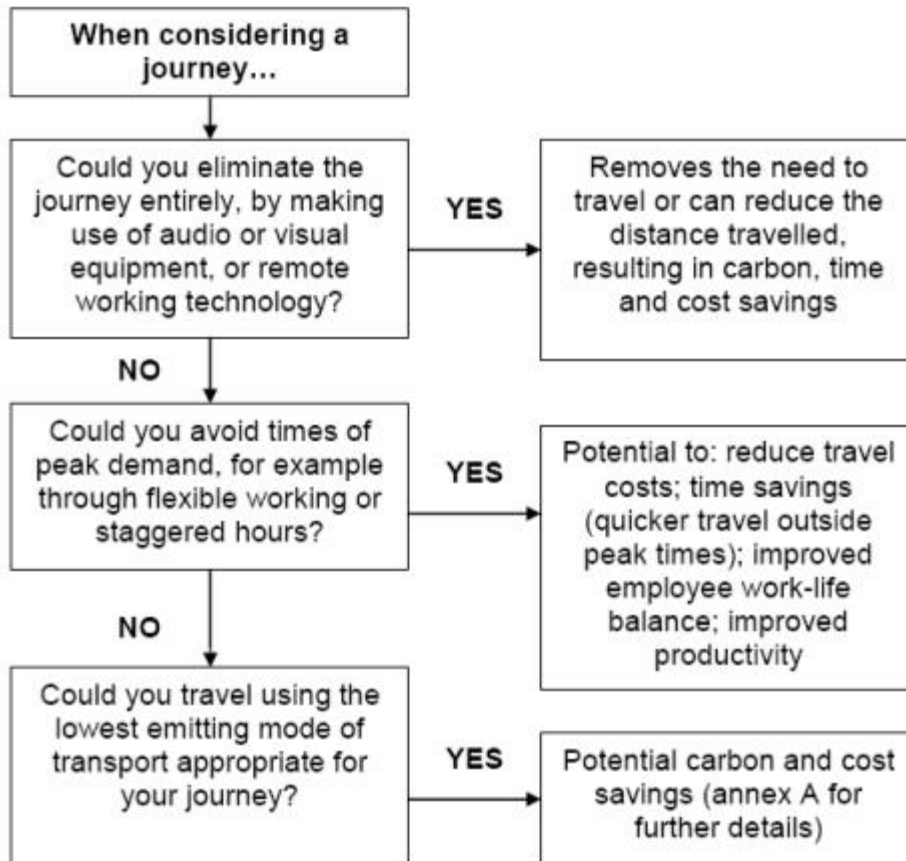 When considering a
journey…
Could you eliminate the
journey entirely, by making
use of audio or visual
equipment, or remote
working technology?
YES
Removes the need to
travel or can reduce the
distance travelled,
resulting in carbon, time
and cost savings
NO
Could you avoid times of
peak demand, for example
through flexible working or
staggered hours?
YES
Potential to: reduce travel
costs; time savings
(quicker travel outside
peak times); improved
employee work-life
balance; improved
productivity
NO
Could you travel using the
lowest emitting mode of
transport appropriate for
your journey?
YES
Potential carbon and cost
savings (annex A for
further details)